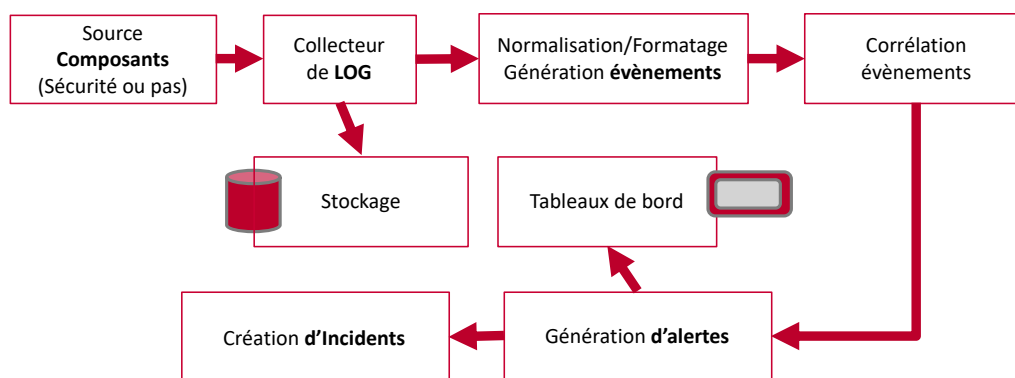 Source
Composants
(Sécurité ou pas)
Collecteur
de LOG
Normalisation/Formatage
Génération évènements
Corrélation
évènements
Stockage
Tableaux de bord
Création d'Incidents
Génération d'alertes